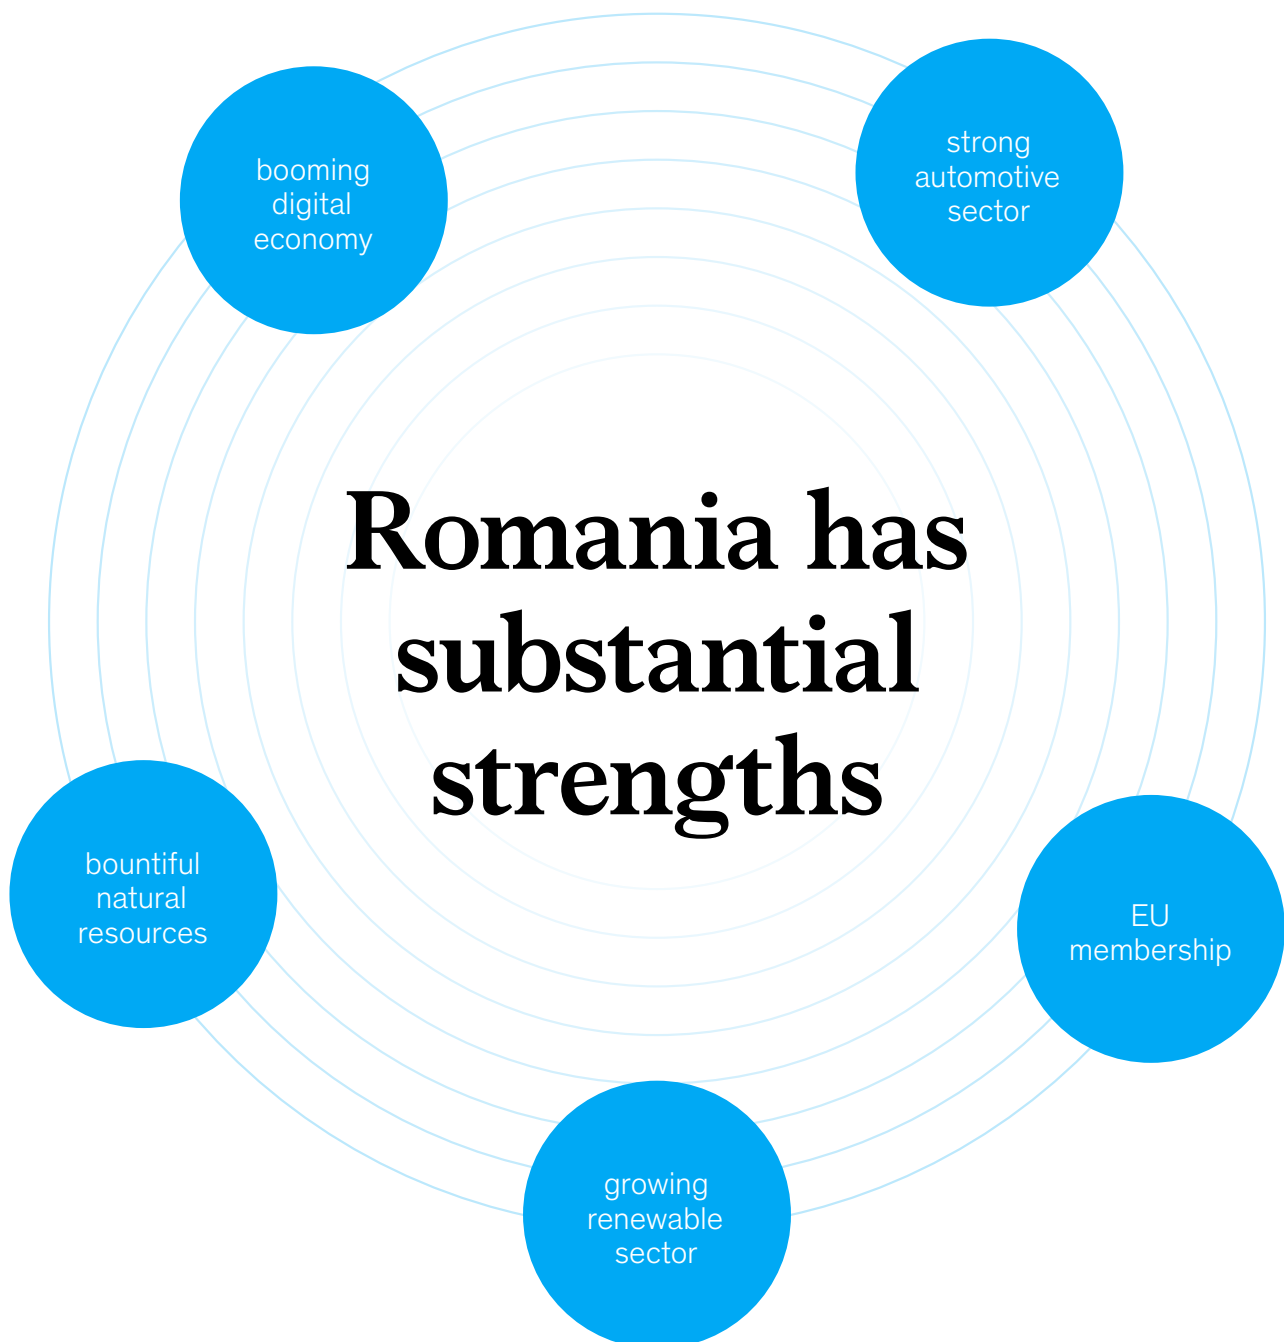 booming
digital
economy
strong
automotive
sector
Romania has
substantial
strengths
bountiful
natural
resources
EU
membership
growing
renewable
sector